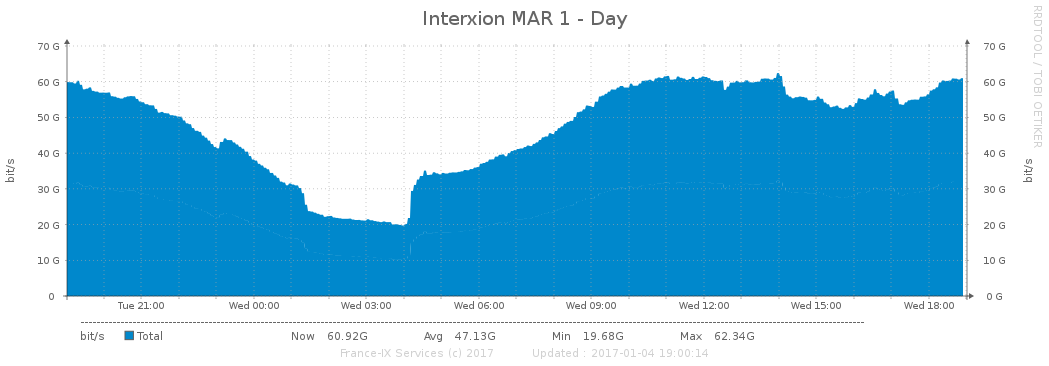 Interxion MAR 1 - Day
RRDTOOL / TOBI OETIKER
70 G 70 G
60 G 60 G
50 G 50 G
40 G 40 G
30 G 30 G
20 G 20 G
10 G 10 G
0 0 G
bit/s bit/s
Tue 21:00 Wed 00:00 Wed 03:00 Wed 06:00 Wed 09:00 Wed 12:00 Wed 15:00 Wed 18:00
bit/s Total Now 60.92G Avg 47.13G Min 19.68G Max 62.34G
France-IX Services (c) 2017 Updated : 2017-01-04 19:00:14